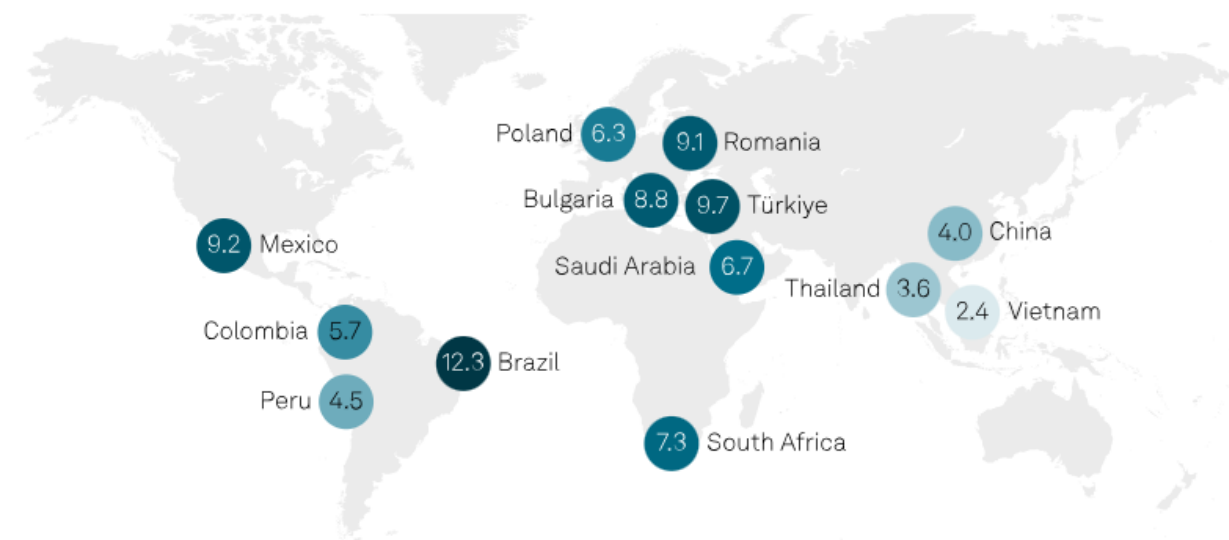 Poland 6.3
9.1 Romania
Bulgaria 8.8
9.7 Türkiye
4.0 China
9.2 Mexico
Saudi Arabia 6.7
Thailand 3.6
2.4 Vietnam
Colombia 5.7
12.3 Brazil
Peru 4.5
7.3 South Africa